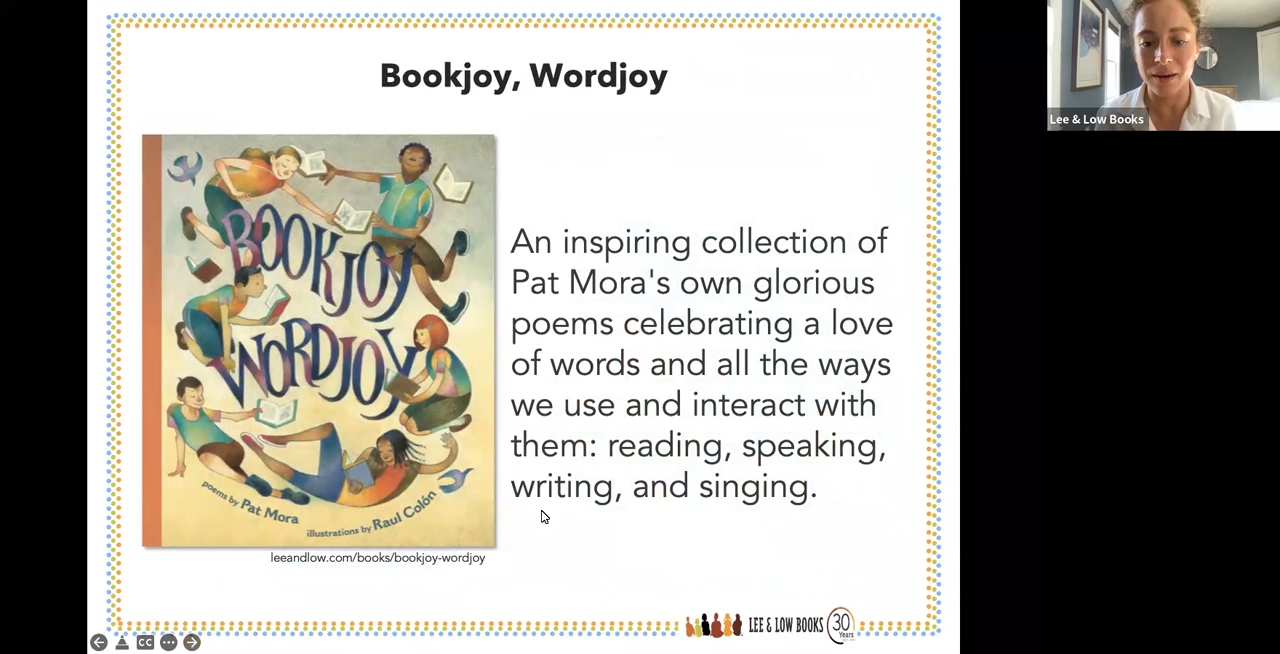 Bookjoy, Wordjoy
BOOKJOY
WORDJOY
poems by Pat Mora
illustrations by Raul Colón
leeandlow.com/books/bookjoy-wordjoy
An inspiring collection of
Pat Mora's own glorious
poems celebrating a love
of words and all the ways
we use and interact with
them: reading, speaking,
writing, and singing.
LEE & LOW BOOKS
30
Years
CC
Lee & Low Books